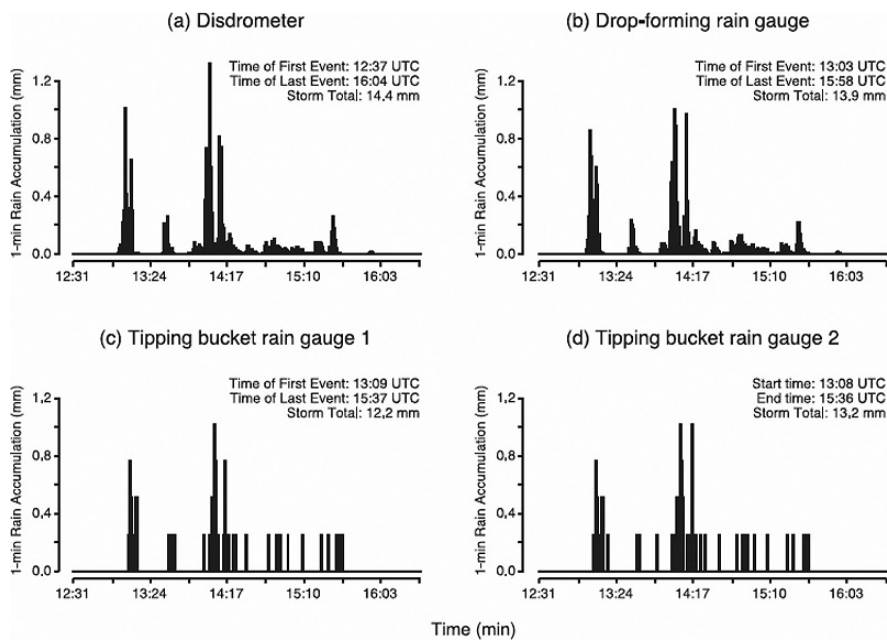 (a) Disdrometer
1-min Rain Accumulation (mm)
1.2
0.8
0.4
0.0
Time of First Event: 12:37 UTC
Time of Last Event: 16:04 UTC
Storm Total: 14.4 mm
12:31 13:24 14:17 15:10 16:03
(b) Drop-forming rain gauge
1-min Rain Accumulation (mm)
1.2
0.8
0.4
0.0
Time of First Event: 13:03 UTC
Time of Last Event: 15:58 UTC
Storm Total: 13.9 mm
12:31 13:24 14:17 15:10 16:03
(c) Tipping bucket rain gauge 1
1-min Rain Accumulation (mm)
1.2
0.8
0.4
0.0
Time of First Event: 13:09 UTC
Time of Last Event: 15:37 UTC
Storm Total: 12.2 mm
12:31 13:24 14:17 15:10 16:03
(d) Tipping bucket rain gauge 2
1-min Rain Accumulation (mm)
1.2
0.8
0.4
0.0
Start time: 13:08 UTC
End time: 15:36 UTC
Storm Total: 13.2 mm
12:31 13:24 14:17 15:10 16:03
Time (min)